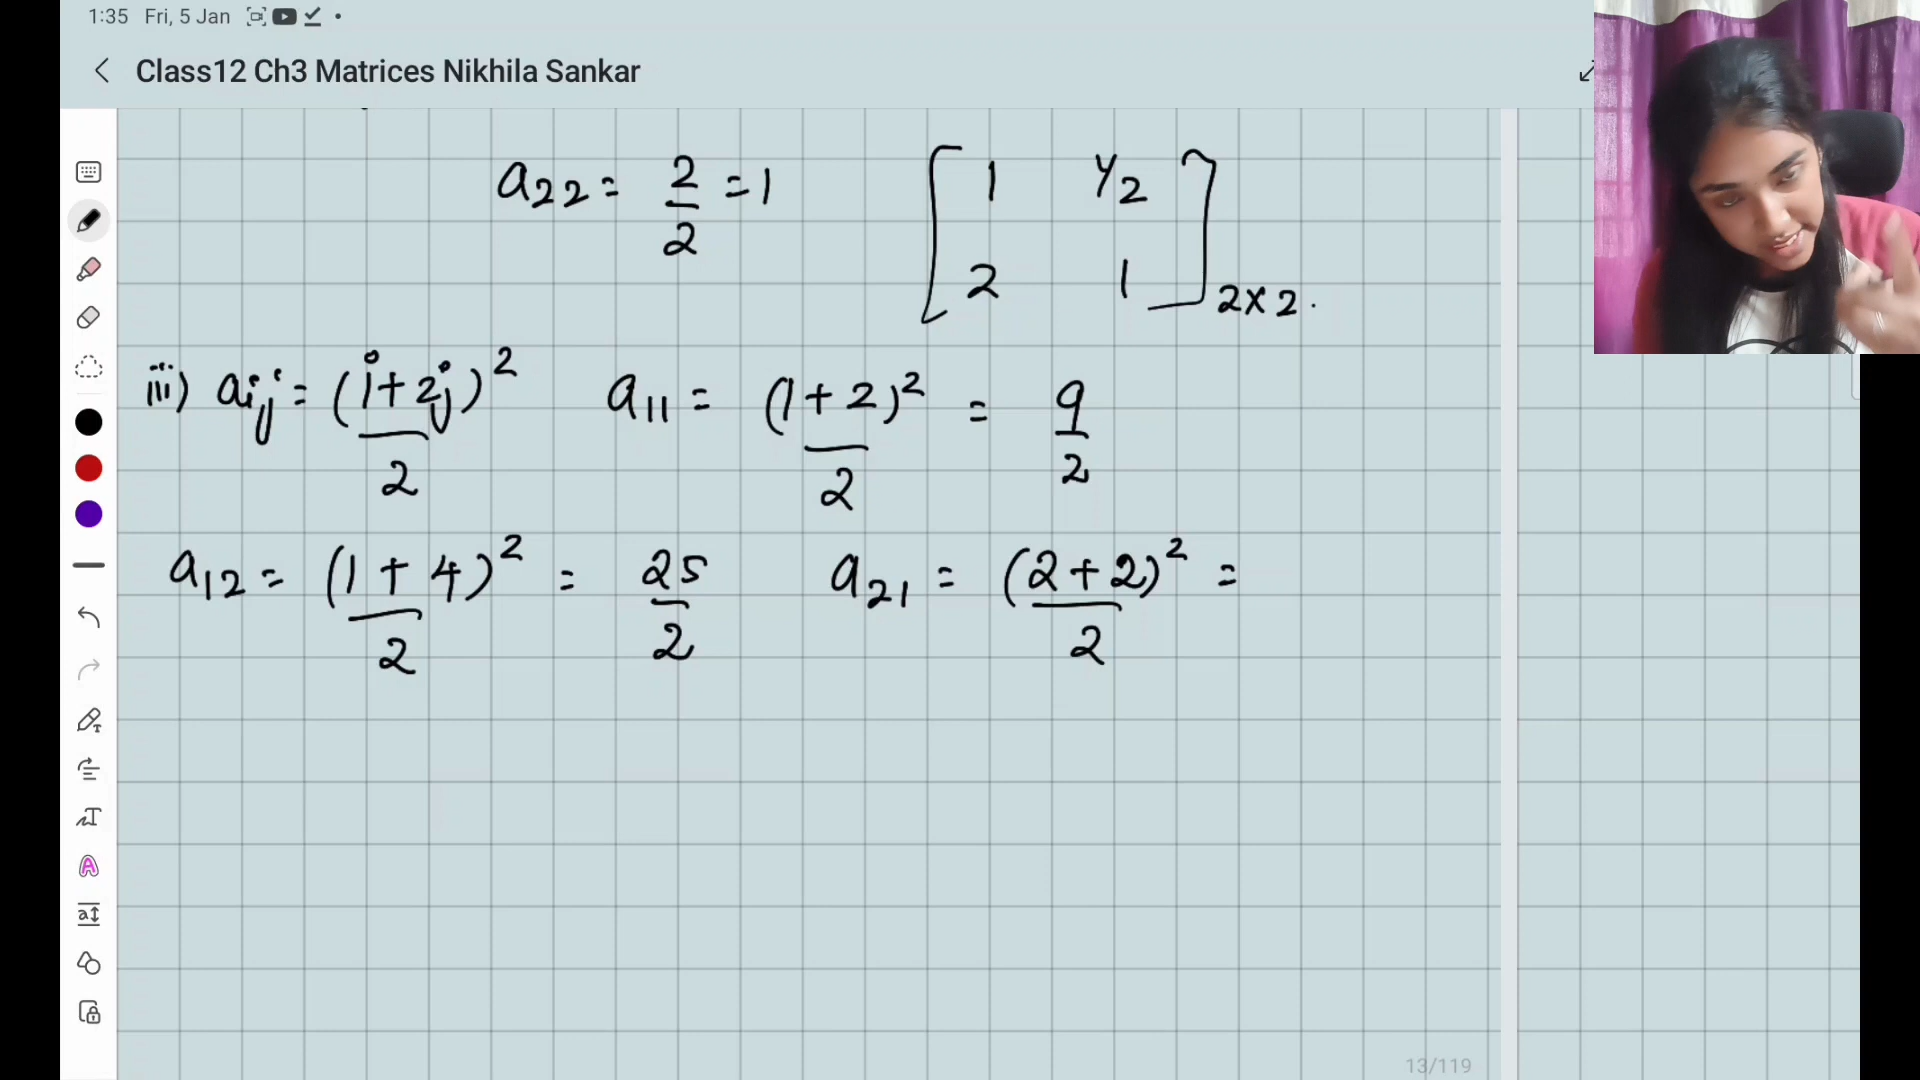 1:35 Fri, 5 Jan
Class12 Ch3 Matrices Nikhila Sankar
a22 = 2/2 = 1 [1 1/2
2 1] 2x2.
iii) aij = (i+2j)²/2 a11 = (1+2)²/2 = 9/2
a12 = (1+4)²/2 = 25/2 a21 = (2+2)²/2 =
13/119